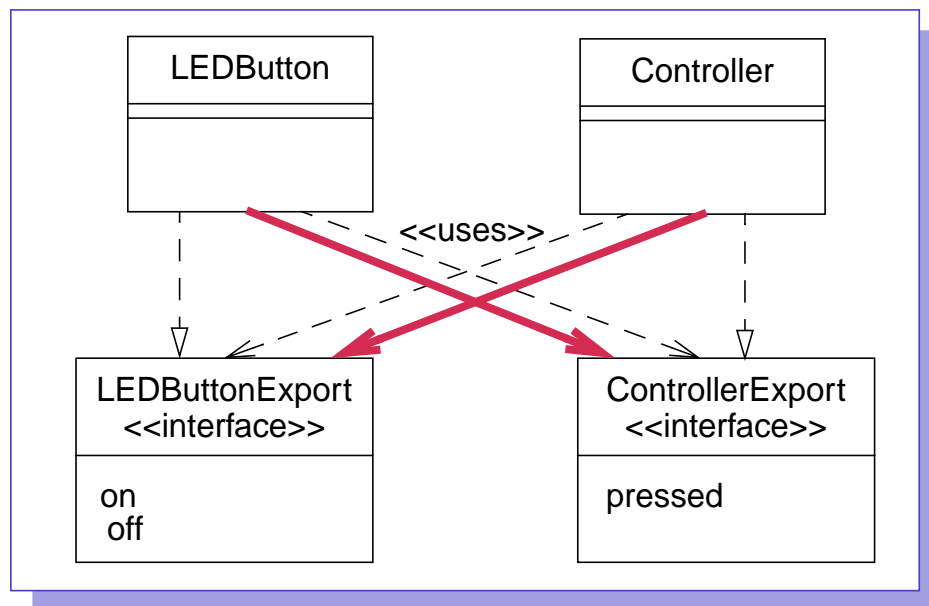 LEDButton
Controller
<<uses>>
LEDButtonExport
<<interface>>
on
off
ControllerExport
<<interface>>
pressed